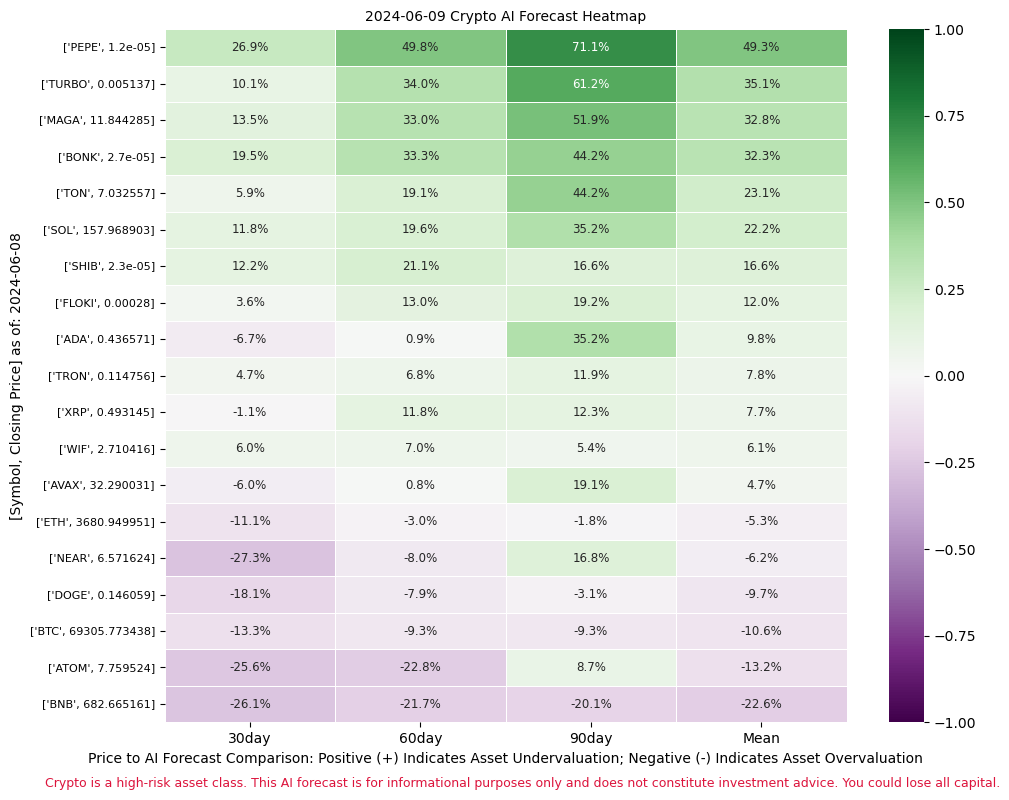 2024-06-09 Crypto AI Forecast Heatmap
['PEPE', 1.2e-05] 26.9% 49.8% 71.1% 49.3%
['TURBO', 0.005137] 10.1% 34.0% 61.2% 35.1%
['MAGA', 11.844285] 13.5% 33.0% 51.9% 32.8%
['BONK', 2.7e-05] 19.5% 33.3% 44.2% 32.3%
['TON', 7.032557] 5.9% 19.1% 44.2% 23.1%
['SOL', 157.968903] 11.8% 19.6% 35.2% 22.2%
['SHIB', 2.3e-05] 12.2% 21.1% 16.6% 16.6%
['FLOKI', 0.00028] 3.6% 13.0% 19.2% 12.0%
['ADA', 0.436571] -6.7% 0.9% 35.2% 9.8%
['TRON', 0.114756] 4.7% 6.8% 11.9% 7.8%
['XRP', 0.493145] -1.1% 11.8% 12.3% 7.7%
['WIF', 2.710416] 6.0% 7.0% 5.4% 6.1%
['AVAX', 32.290031] -6.0% 0.8% 19.1% 4.7%
['ETH', 3680.949951] -11.1% -3.0% -1.8% -5.3%
['NEAR', 6.571624] -27.3% -8.0% 16.8% -6.2%
['DOGE', 0.146059] -18.1% -7.9% -3.1% -9.7%
['BTC', 69305.773438] -13.3% -9.3% -9.3% -10.6%
['ATOM', 7.759524] -25.6% -22.8% 8.7% -13.2%
['BNB', 682.665161] -26.1% -21.7% -20.1% -22.6%
30day 60day 90day Mean
[Symbol, Closing Price] as of: 2024-06-08
1.00
0.75
0.50
0.25
0.00
−0.25
−0.50
−0.75
−1.00
Price to AI Forecast Comparison: Positive (+) Indicates Asset Undervaluation; Negative (-) Indicates Asset Overvaluation
Crypto is a high-risk asset class. This AI forecast is for informational purposes only and does not constitute investment advice. You could lose all capital.